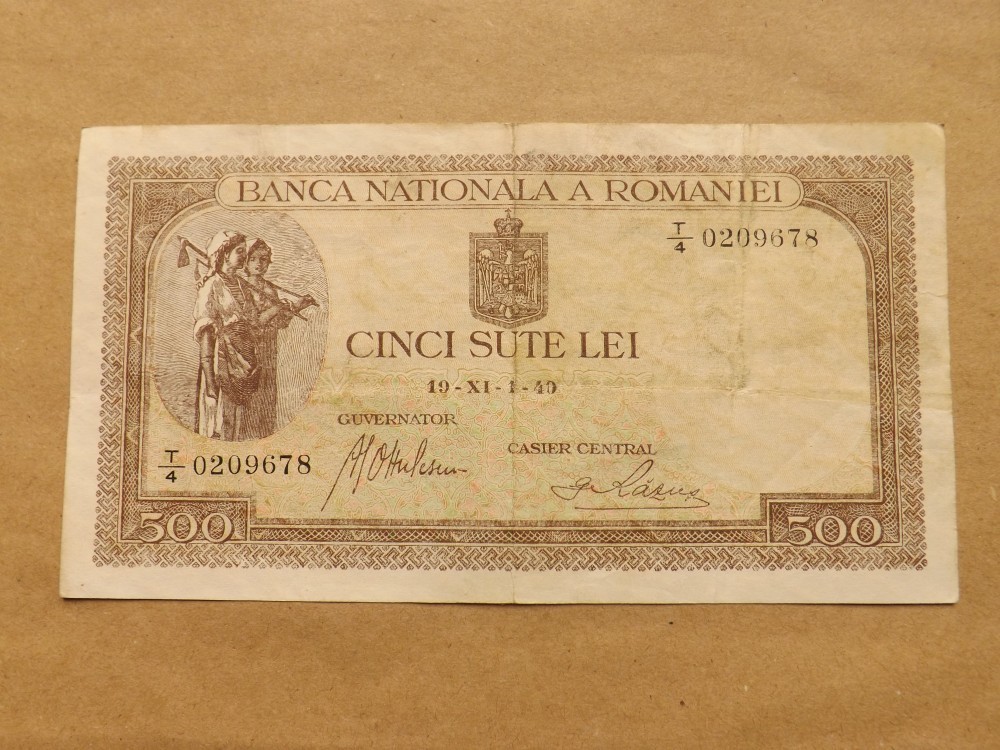 BANCA NATIONALA A ROMANIEI
T/4 0209678
CINCI SUTE LEI
19-XI-1-40
GUVERNATOR
CASIER CENTRAL
T/4 0209678
500
500